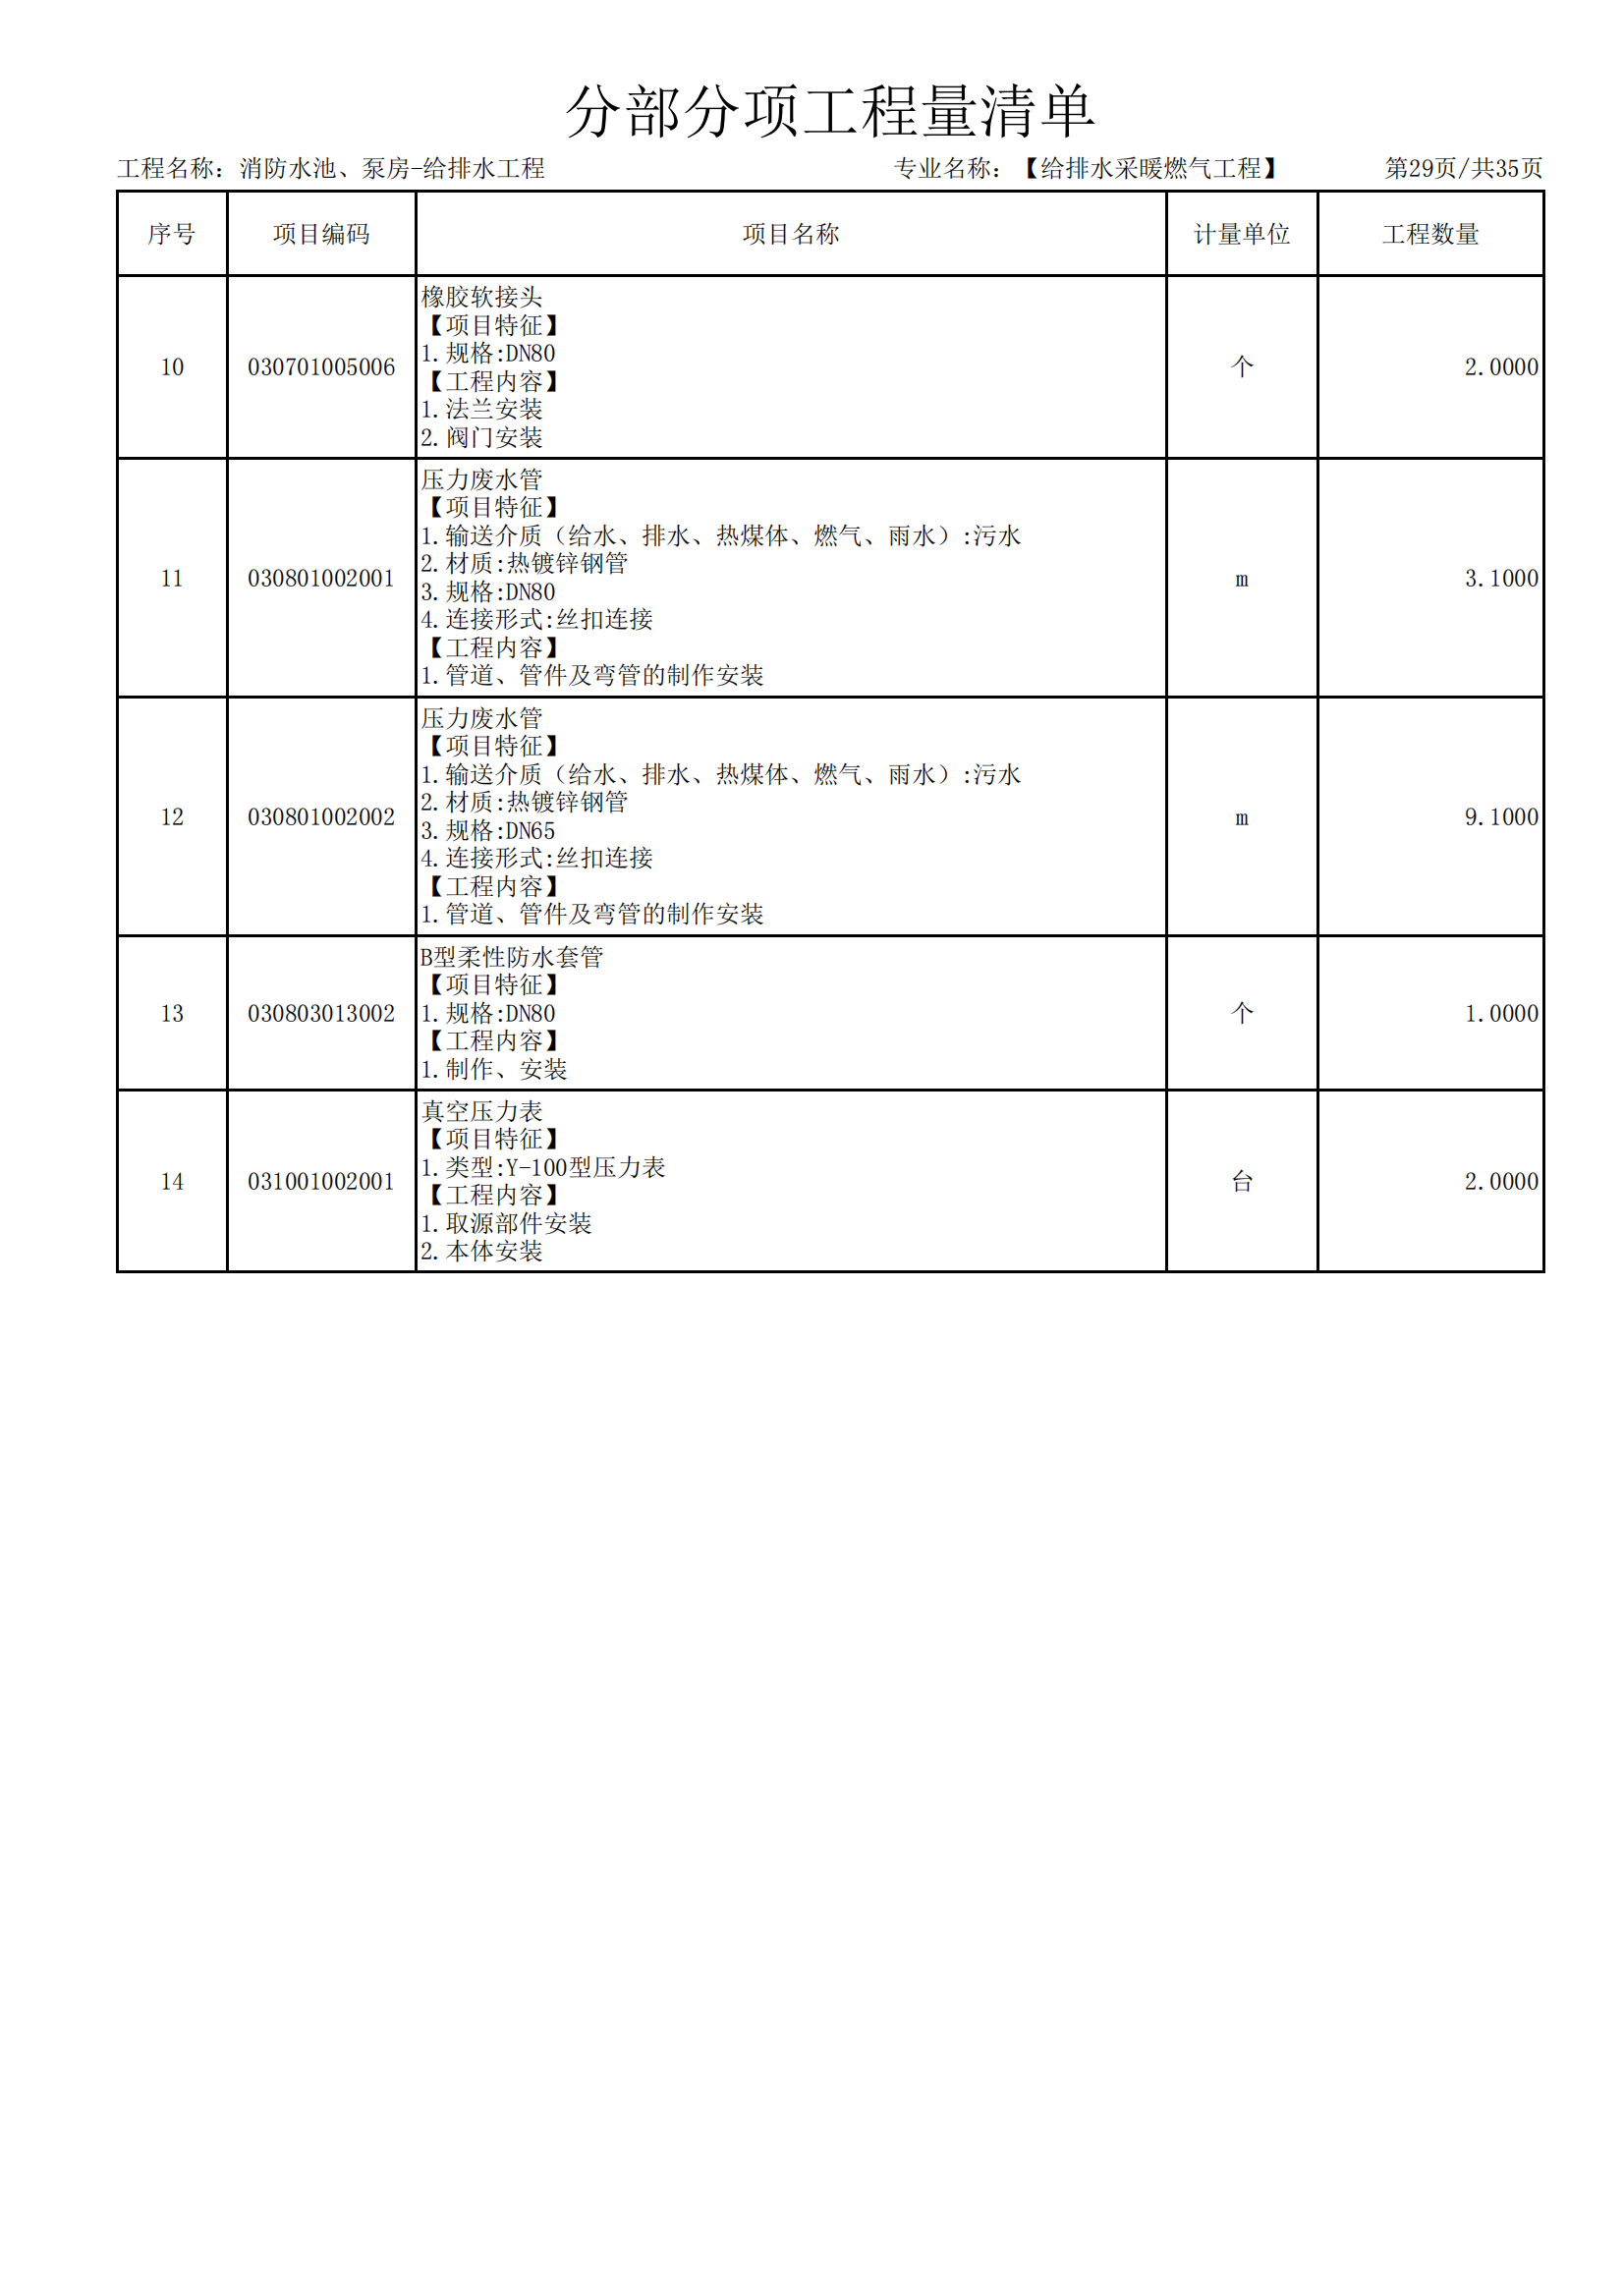 分部分项工程量清单
工程名称：消防水池、泵房-给排水工程 专业名称：【给排水采暖燃气工程】 第29页/共35页
序号 项目编码 项目名称 计量单位 工程数量
橡胶软接头
【项目特征】
1.规格:DN80
【工程内容】
1.法兰安装
2.阀门安装
10 030701005006 个 2.0000
压力废水管
【项目特征】
1.输送介质（给水、排水、热煤体、燃气、雨水）:污水
2.材质:热镀锌钢管
3.规格:DN80
4.连接形式:丝扣连接
【工程内容】
1.管道、管件及弯管的制作安装
11 030801002001 m 3.1000
压力废水管
【项目特征】
1.输送介质（给水、排水、热煤体、燃气、雨水）:污水
2.材质:热镀锌钢管
3.规格:DN65
4.连接形式:丝扣连接
【工程内容】
1.管道、管件及弯管的制作安装
12 030801002002 m 9.1000
B型柔性防水套管
【项目特征】
1.规格:DN80
【工程内容】
1.制作、安装
13 030803013002 个 1.0000
真空压力表
【项目特征】
1.类型:Y-100型压力表
【工程内容】
1.取源部件安装
2.本体安装
14 031001002001 台 2.0000